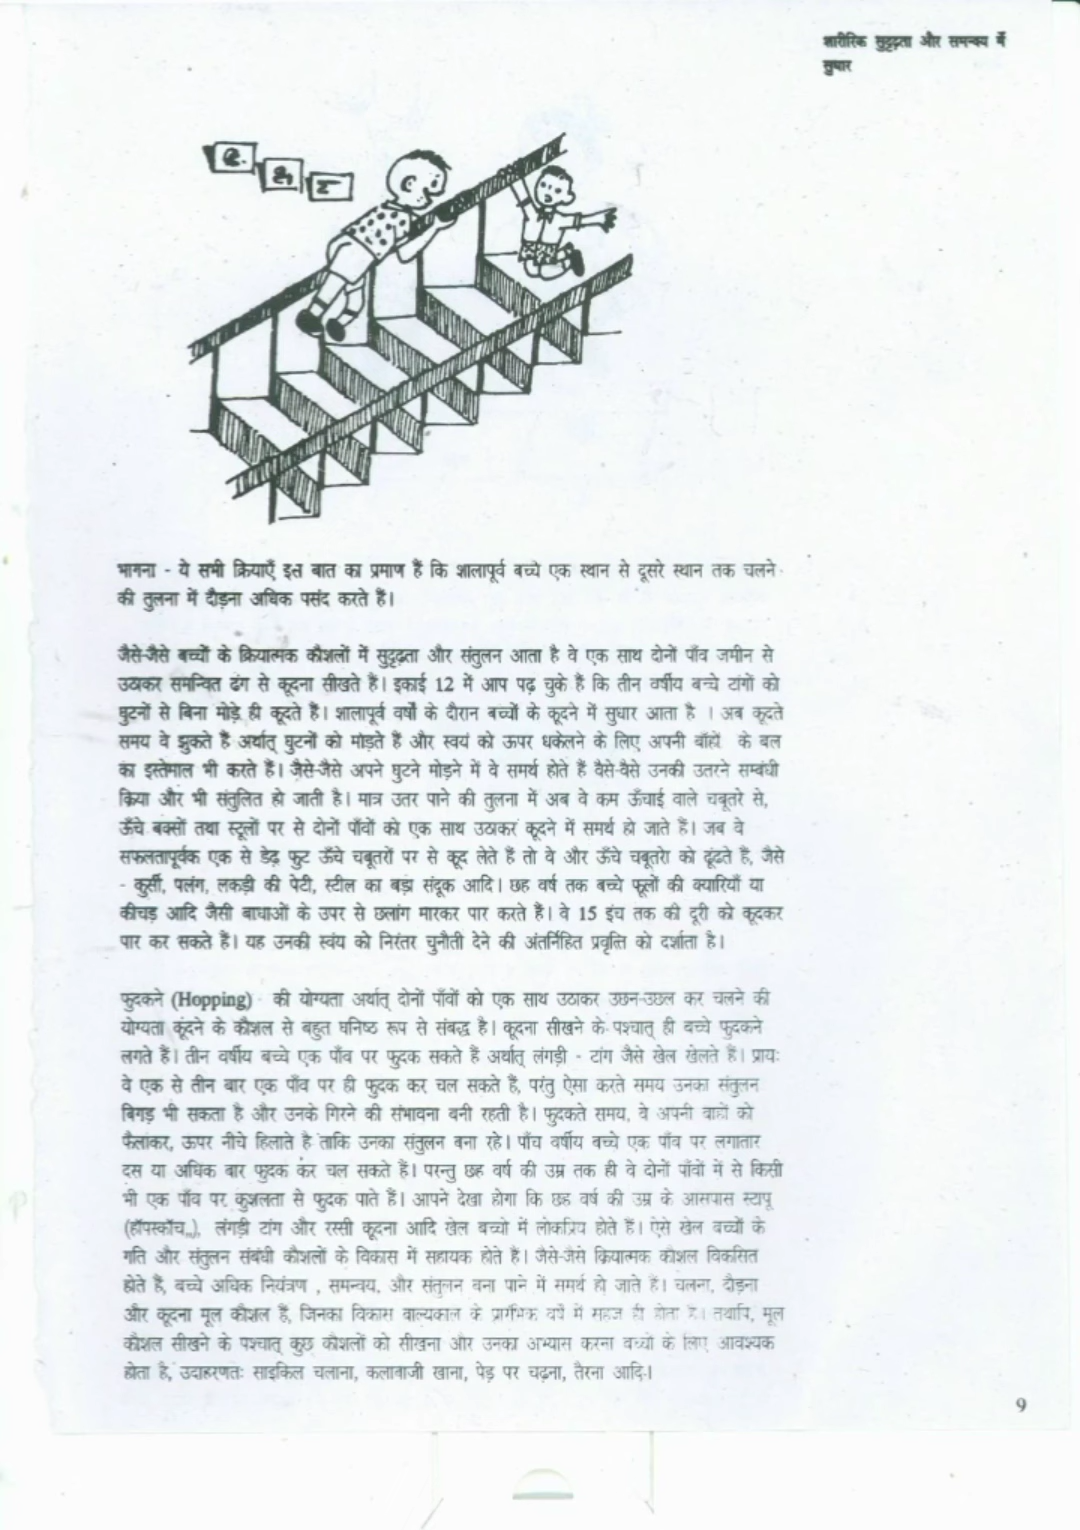 शारीरिक सुदृढ़ता और समन्वय में
सुधार
भागना - ये सभी क्रियाएँ इस बात का प्रमाण हैं कि शालापूर्व बच्चे एक स्थान से दूसरे स्थान तक चलने
की तुलना में दौड़ना अधिक पसंद करते हैं।
जैसे-जैसे बच्चों के क्रियात्मक कौशलों में सुदृढ़ता और संतुलन आता है वे एक साथ दोनों पाँव जमीन से
उठाकर समन्वित ढंग से कूदना सीखते हैं। इकाई 12 में आप पढ़ चुके हैं कि तीन वर्षीय बच्चे टांगों को
घुटनों से बिना मोड़े ही कूदते हैं। शालापूर्व वर्षों के दौरान बच्चों के कूदने में सुधार आता है । अब कूदते
समय वे झुकते हैं अर्थात् घुटनों को मोड़ते हैं और स्वयं को ऊपर धकेलने के लिए अपनी बाँहों के बल
का इस्तेमाल भी करते हैं। जैसे-जैसे अपने घुटने मोड़ने में वे समर्थ होते हैं वैसे-वैसे उनकी उतरने सम्बंधी
क्रिया और भी संतुलित हो जाती है। मात्र उतर पाने की तुलना में अब वे कम ऊँचाई वाले चबूतरे से,
ऊँचे बक्सों तथा स्टूलों पर से दोनों पाँवों को एक साथ उठाकर कूदने में समर्थ हो जाते हैं। जब वे
सफलतापूर्वक एक से डेढ़ फुट ऊँचे चबूतरों पर से कूद लेते हैं तो वे और ऊँचे चबूतरों को ढूंढते हैं, जैसे
- कुर्सी, पलंग, लकड़ी की पेटी, स्टील का बड़ा संदूक आदि। छह वर्ष तक बच्चे फूलों की क्यारियाँ या
कीचड़ आदि जैसी बाधाओं के उपर से छलांग मारकर पार करते हैं। वे 15 इंच तक की दूरी को कूदकर
पार कर सकते हैं। यह उनकी स्वंय को निरंतर चुनौती देने की अंतर्निहित प्रवृत्ति को दर्शाता है।
फुदकने (Hopping) की योग्यता अर्थात् दोनों पाँवों को एक साथ उठाकर उछल-उछल कर चलने की
योग्यता कूदने के कौशल से बहुत घनिष्ठ रूप से संबद्ध है। कूदना सीखने के पश्चात् ही बच्चे फुदकने
लगते हैं। तीन वर्षीय बच्चे एक पाँव पर फुदक सकते हैं अर्थात् लंगड़ी - टांग जैसे खेल खेलते हैं। प्रायः
वे एक से तीन बार एक पाँव पर ही फुदक कर चल सकते हैं, परंतु ऐसा करते समय उनका संतुलन
बिगड़ भी सकता है और उनके गिरने की संभावना बनी रहती है। फुदकते समय, वे अपनी बाहों को
फैलाकर, ऊपर नीचे हिलाते है ताकि उनका संतुलन बना रहे। पाँच वर्षीय बच्चे एक पाँव पर लगातार
दस या अधिक बार फुदक कर चल सकते हैं। परन्तु छह वर्ष की उम्र तक ही वे दोनों पाँवों में से किसी
भी एक पाँव पर कुशलता से फुदक पाते हैं। आपने देखा होगा कि छह वर्ष की उम्र के आसपास स्टापू
(हॉपस्कॉच), लंगड़ी टांग और रस्सी कूदना आदि खेल बच्चो में लोकप्रिय होते हैं। ऐसे खेल बच्चों के
गति और संतुलन संबंधी कौशलों के विकास में सहायक होते हैं। जैसे-जैसे क्रियात्मक कौशल विकसित
होते हैं, बच्चे अधिक नियंत्रण , समन्वय, और संतुलन बना पाने में समर्थ हो जाते हैं। चलना, दौड़ना
और कूदना मूल कौशल हैं, जिनका विकास बाल्यकाल के प्रारंभिक वर्षों में सहज ही होता है। तथापि, मूल
कौशल सीखने के पश्चात् कुछ कौशलों को सीखना और उनका अभ्यास करना बच्चो के लिए आवश्यक
होता है, उदाहरणतः साइकिल चलाना, कलाबाजी खाना, पेड़ पर चढ़ना, तैरना आदि।
9